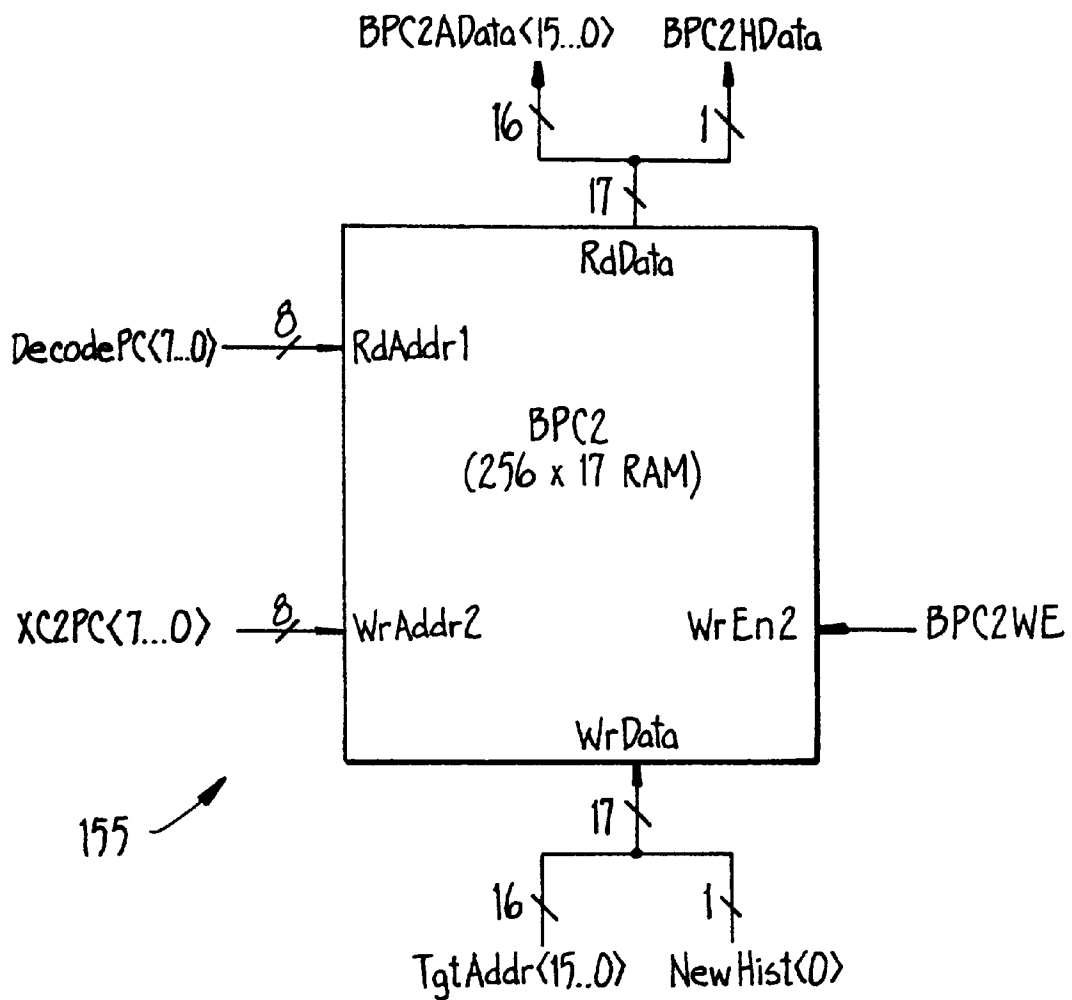 BPC2AData<15...0> BPC2HData
16 1
17
RdData
DecodePC<7...0> 8 RdAddr1
BPC2
(256 x 17 RAM)
XC2PC<7...0> 8 WrAddr2 WrEn2 BPC2WE
WrData
155
17
16 1
TgtAddr<15...0> NewHist<0>